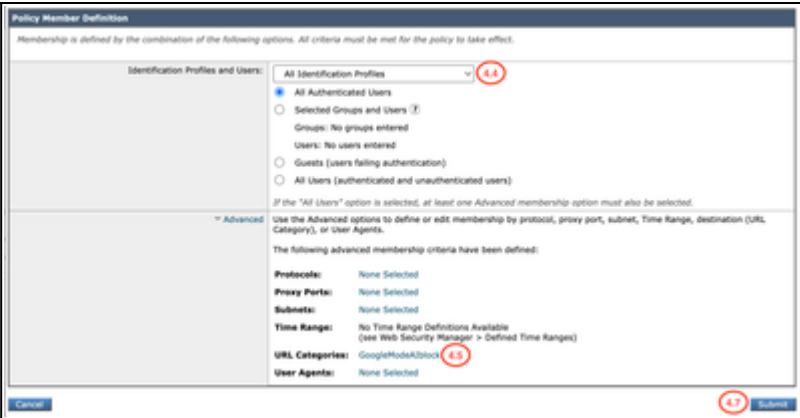 Policy Member Definition
Membership is defined by the combination of the following options. All criteria must be met for the policy to take effect.
Identification Profiles and Users:
All Identification Profiles
4.4
All Authenticated Users
Selected Groups and Users ?
Groups: No groups entered
Users: No users entered
Guests (users failing authentication)
All Users (authenticated and unauthenticated users)
If the "All Users" option is selected, at least one Advanced membership option must also be selected.
Advanced
Use the Advanced options to define or edit membership by protocol, proxy port, subnet, Time Range, destination (URL
Category), or User Agents.
The following advanced membership criteria have been defined:
Protocols: None Selected
Proxy Ports: None Selected
Subnets: None Selected
Time Range: No Time Range Definitions Available
(see Web Security Manager > Defined Time Ranges)
URL Categories: GoogleModeAIblock 4.5
User Agents: None Selected
Cancel
4.7 Submit